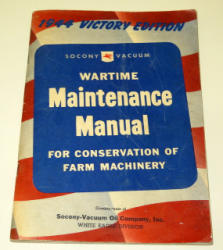 1944 VICTORY EDITION
SOCONY VACUUM
WARTIME
Maintenance
Manual
FOR CONSERVATION OF
FARM MACHINERY
Socony-Vacuum Oil Company, Inc.
WHITE EAGLE DIVISION